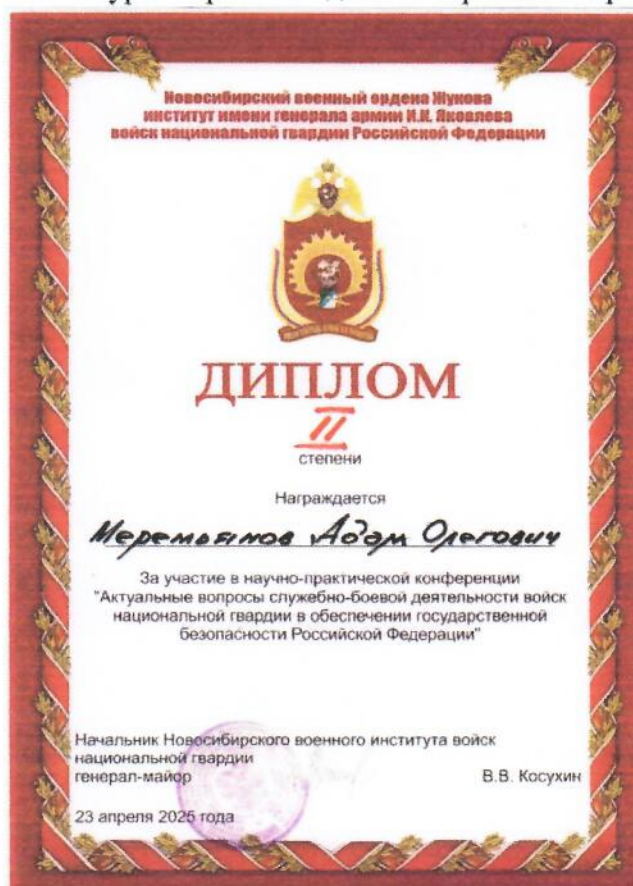 Новосибирский военный ордена Жукова
институт имени генерала армии И.К. Яковлева
войск национальной гвардии Российской Федерации
ДИПЛОМ
II
степени
Награждается
Адам Олегович
За участие в научно-практической конференции
"Актуальные вопросы служебно-боевой деятельности войск
национальной гвардии в обеспечении государственной
безопасности Российской Федерации"
Начальник Новосибирского военного института войск
национальной гвардии
генерал-майор В.В. Косухин
23 апреля 2025 года